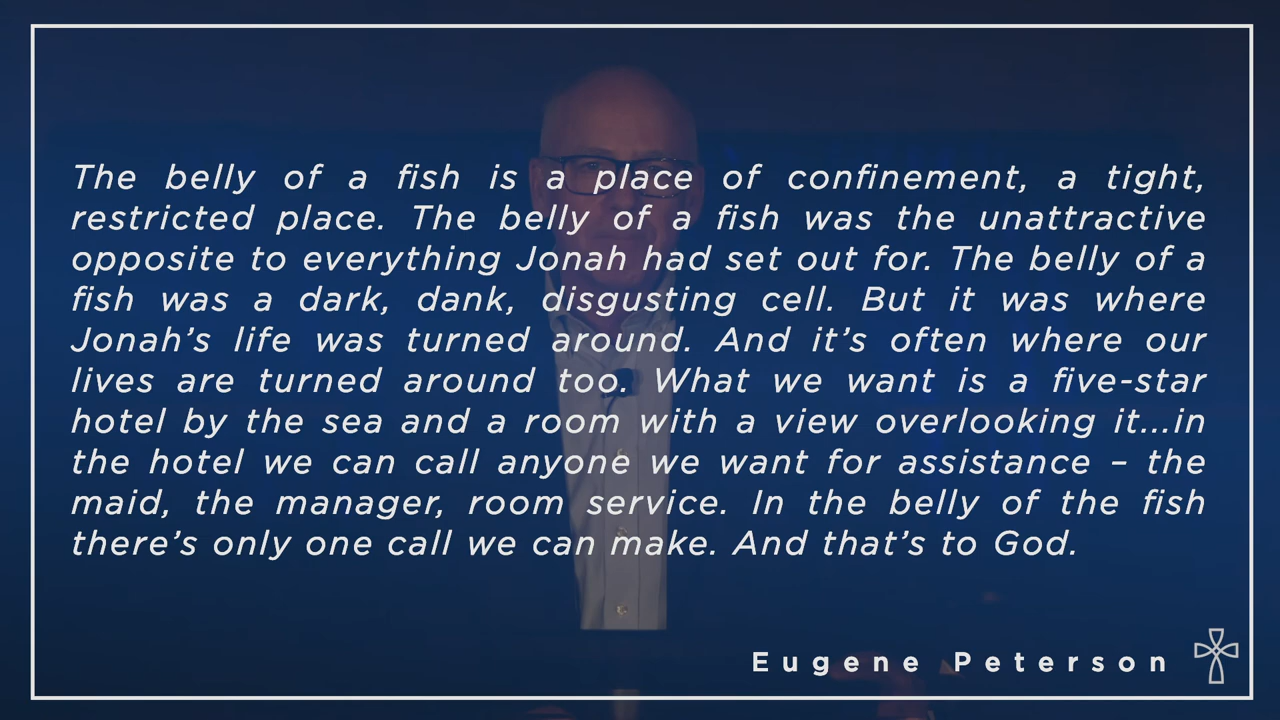 The belly of a fish is a place of confinement, a tight,
restricted place. The belly of a fish was the unattractive
opposite to everything Jonah had set out for. The belly of a
fish was a dark, dank, disgusting cell. But it was where
Jonah’s life was turned around. And it’s often where our
lives are turned around too. What we want is a five-star
hotel by the sea and a room with a view overlooking it...in
the hotel we can call anyone we want for assistance – the
maid, the manager, room service. In the belly of the fish
there’s only one call we can make. And that’s to God.
Eugene Peterson